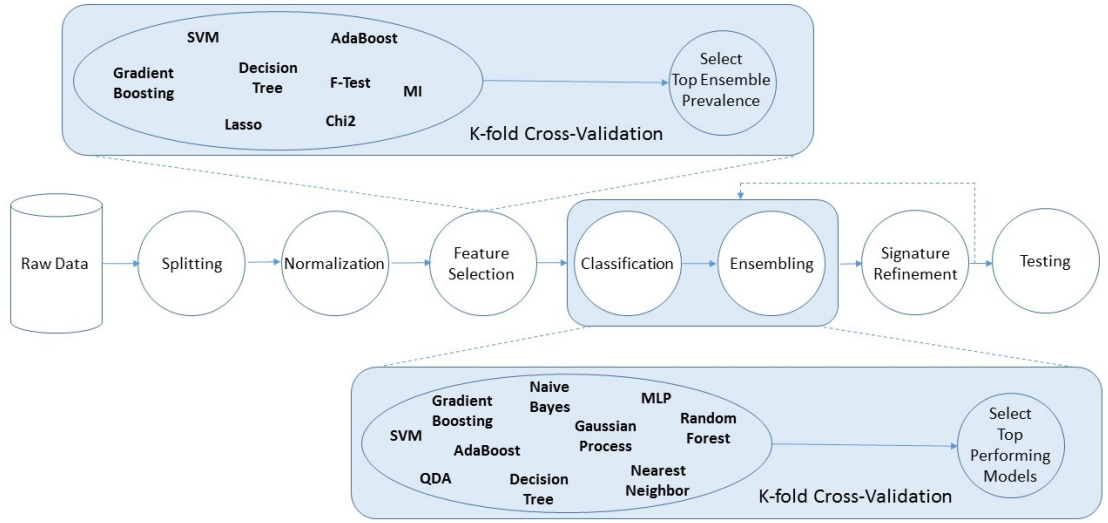 SVM
AdaBoost
Gradient
Boosting
Decision
Tree
F-Test
MI
Lasso
Chi2
Select
Top Ensemble
Prevalence
K-fold Cross-Validation
Raw Data
Splitting
Normalization
Feature
Selection
Classification
Ensembling
Signature
Refinement
Testing
Gradient
Boosting
Naive
Bayes
MLP
Random
Forest
SVM
AdaBoost
Gaussian
Process
QDA
Decision
Tree
Nearest
Neighbor
Select
Top
Performing
Models
K-fold Cross-Validation